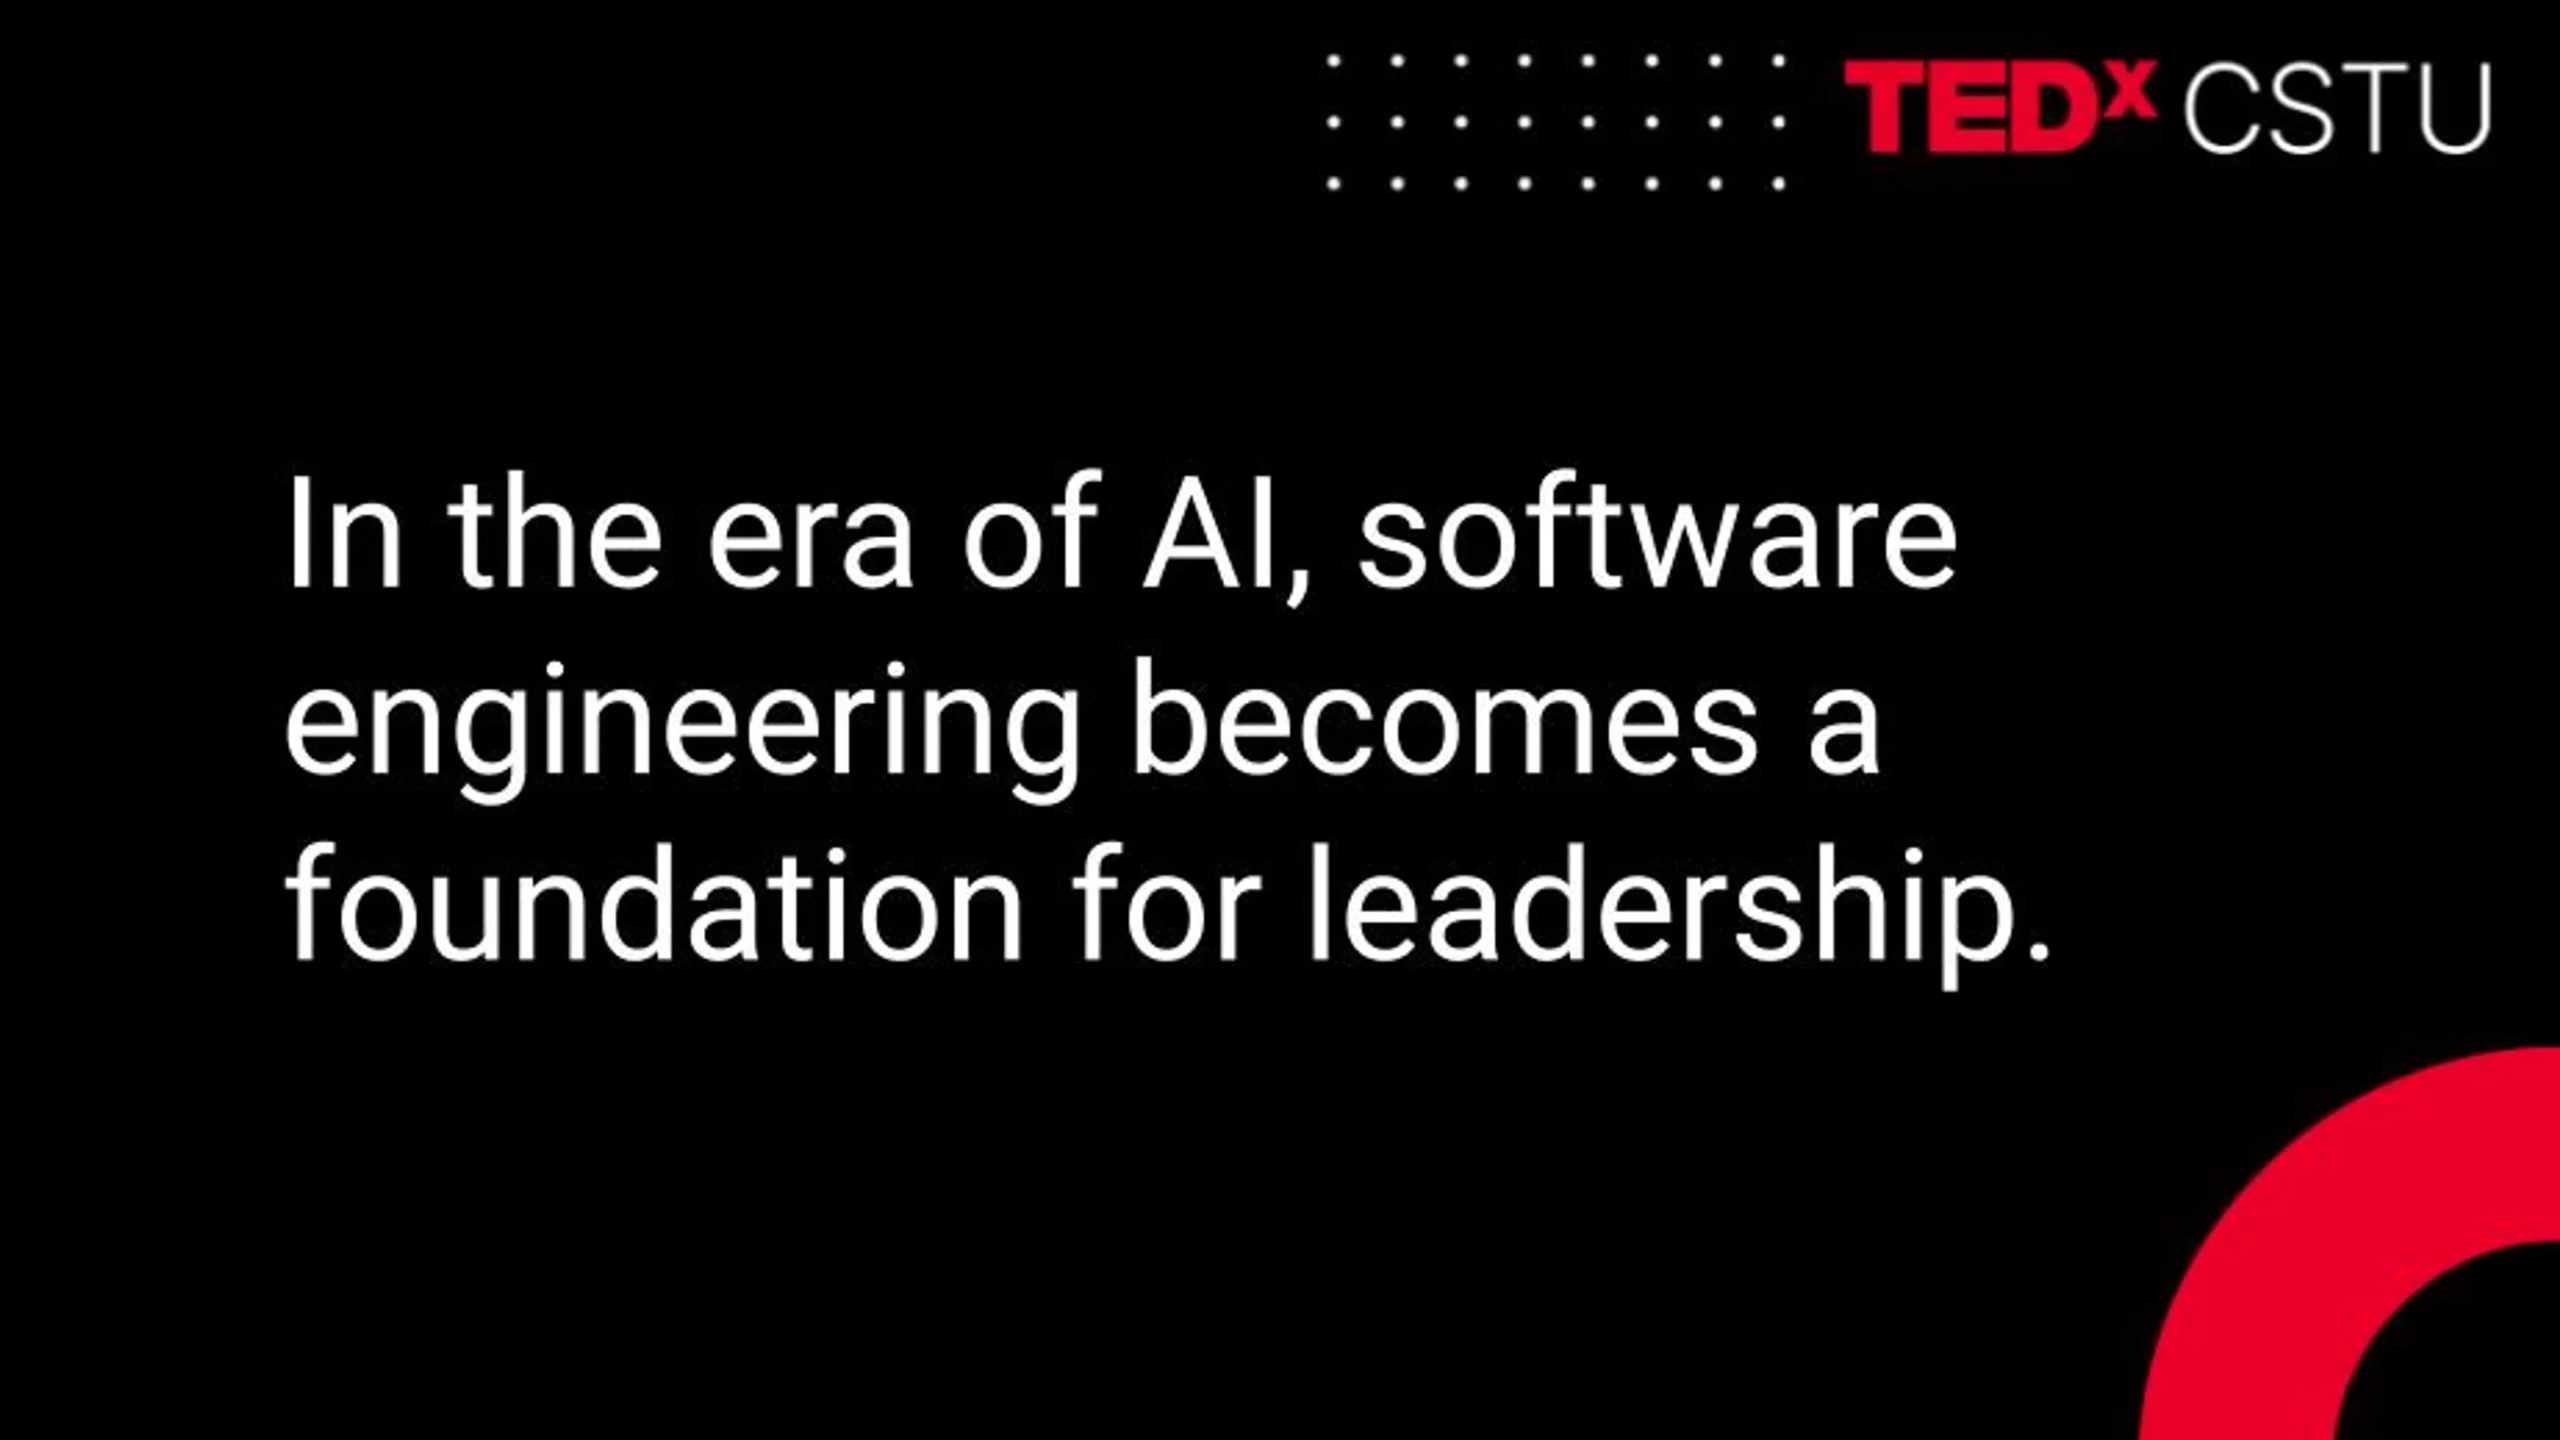 TEDx CSTU
In the era of AI, software
engineering becomes a
foundation for leadership.